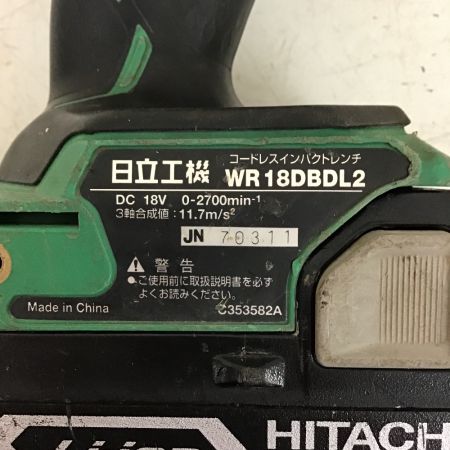 日立工機
コードレスインパクトレンチ
WR18DBDL2
DC 18V 0-2700min⁻¹
3軸合成値：11.7m/s²
JN 70311
警告
●ご使用前に取扱説明書を必ず
よくお読みください。
Made in China
C353582A
HITACH